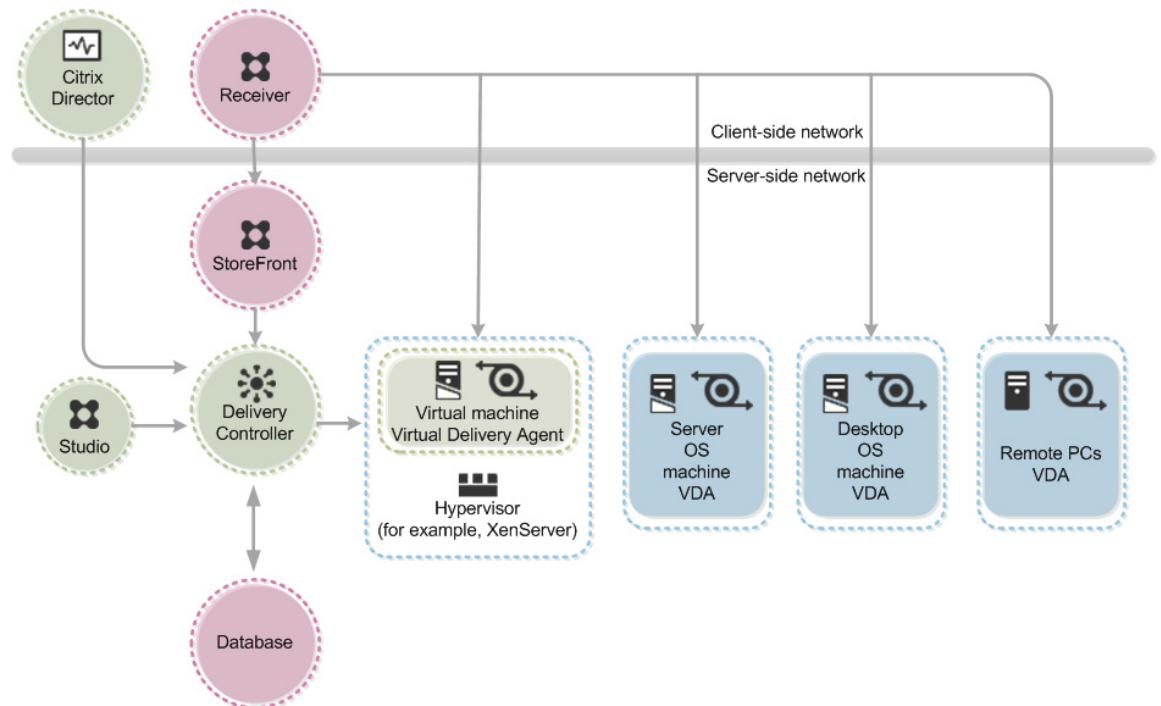 Citrix
Director
Receiver
Client-side network
Server-side network
StoreFront
Studio
Delivery
Controller
Virtual machine
Virtual Delivery Agent
Hypervisor
(for example, XenServer)
Server
OS
machine
VDA
Desktop
OS
machine
VDA
Remote PCs
VDA
Database